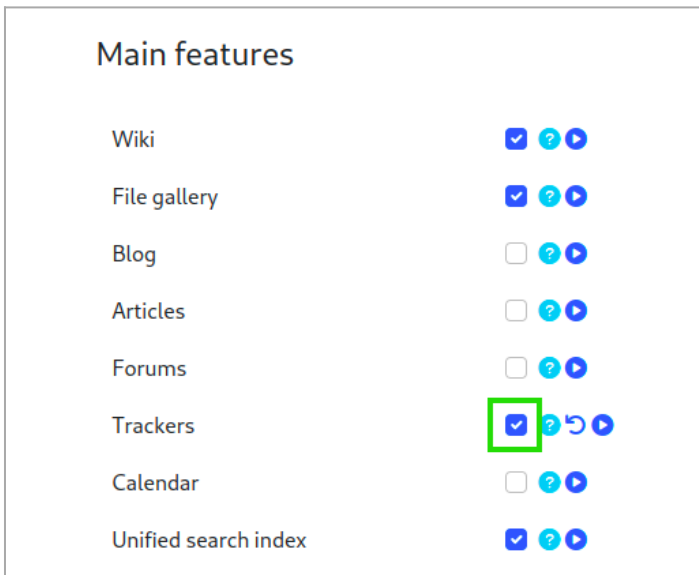 Main features
Wiki
File gallery
Blog
Articles
Forums
Trackers
Calendar
Unified search index